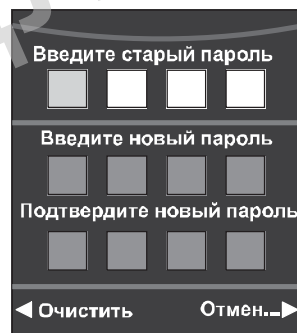 Введите старый пароль
Введите новый пароль
Подтвердите новый пароль
◀ Очистить Отмен...▶